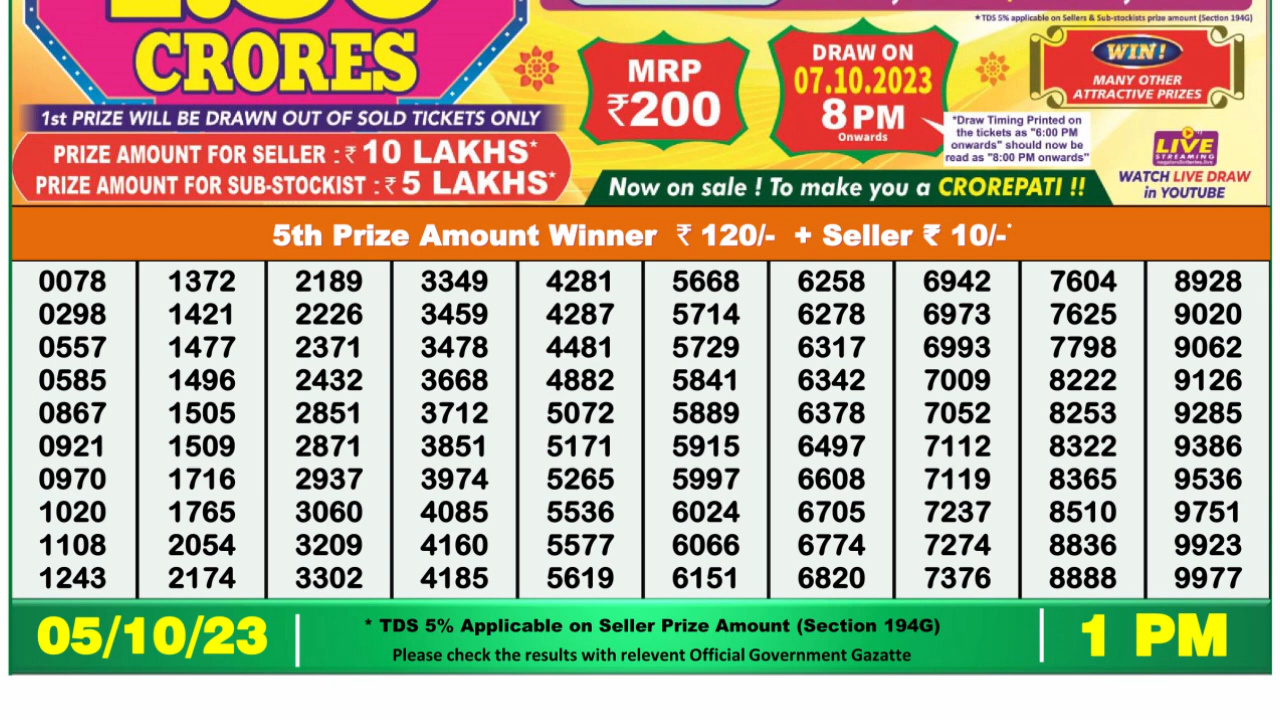 CRORES
1st PRIZE WILL BE DRAWN OUT OF SOLD TICKETS ONLY
PRIZE AMOUNT FOR SELLER : ₹ 10 LAKHS*
PRIZE AMOUNT FOR SUB-STOCKIST : ₹ 5 LAKHS*
*TDS 5% applicable on Sellers & Sub-stockists prize amount (Section 194G)
MRP
₹200
DRAW ON
07.10.2023
8 PM
Onwards
WIN!
MANY OTHER
ATTRACTIVE PRIZES
*Draw Timing Printed on
the tickets as "6:00 PM
onwards" should now be
read as "8:00 PM onwards"
LIVE
STREAMING
WATCH LIVE DRAW
in YOUTUBE
Now on sale ! To make you a CROREPATI !!
5th Prize Amount Winner ₹ 120/- + Seller ₹ 10/-*
0078 1372 2189 3349 4281 5668 6258 6942 7604 8928
0298 1421 2226 3459 4287 5714 6278 6973 7625 9020
0557 1477 2371 3478 4481 5729 6317 6993 7798 9062
0585 1496 2432 3668 4882 5841 6342 7009 8222 9126
0867 1505 2851 3712 5072 5889 6378 7052 8253 9285
0921 1509 2871 3851 5171 5915 6497 7112 8322 9386
0970 1716 2937 3974 5265 5997 6608 7119 8365 9536
1020 1765 3060 4085 5536 6024 6705 7237 8510 9751
1108 2054 3209 4160 5577 6066 6774 7274 8836 9923
1243 2174 3302 4185 5619 6151 6820 7376 8888 9977
05/10/23
* TDS 5% Applicable on Seller Prize Amount (Section 194G)
Please check the results with relevent Official Government Gazatte
1 PM